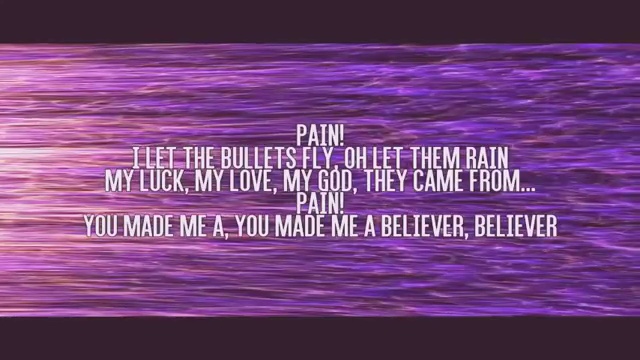 PAIN!
I LET THE BULLETS FLY, OH LET THEM RAIN
MY LUCK, MY LOVE, MY GOD, THEY CAME FROM...
PAIN!
YOU MADE ME A, YOU MADE ME A BELIEVER, BELIEVER